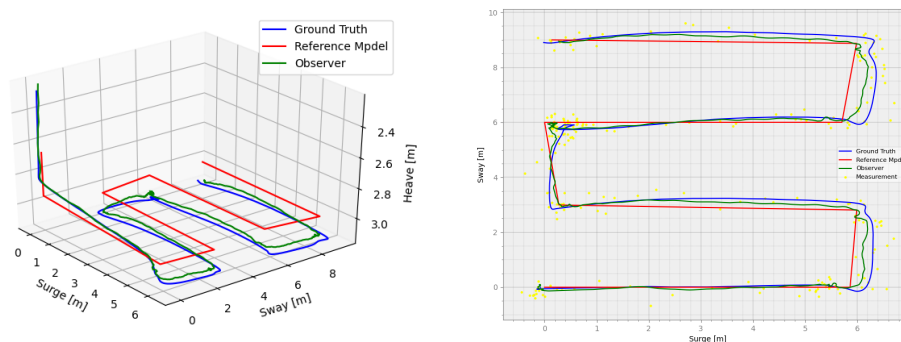 Ground Truth
Reference Mpdel
Observer
2.4
2.6
2.8
3.0
Heave [m]
0
1
2
3
4
5
6
Surge [m]
0
2
4
6
8
Sway [m]
10
8
6
4
2
0
Sway [m]
Ground Truth
Reference Mpdel
Observer
Measurement
0
1
2
3
4
5
6
Surge [m]